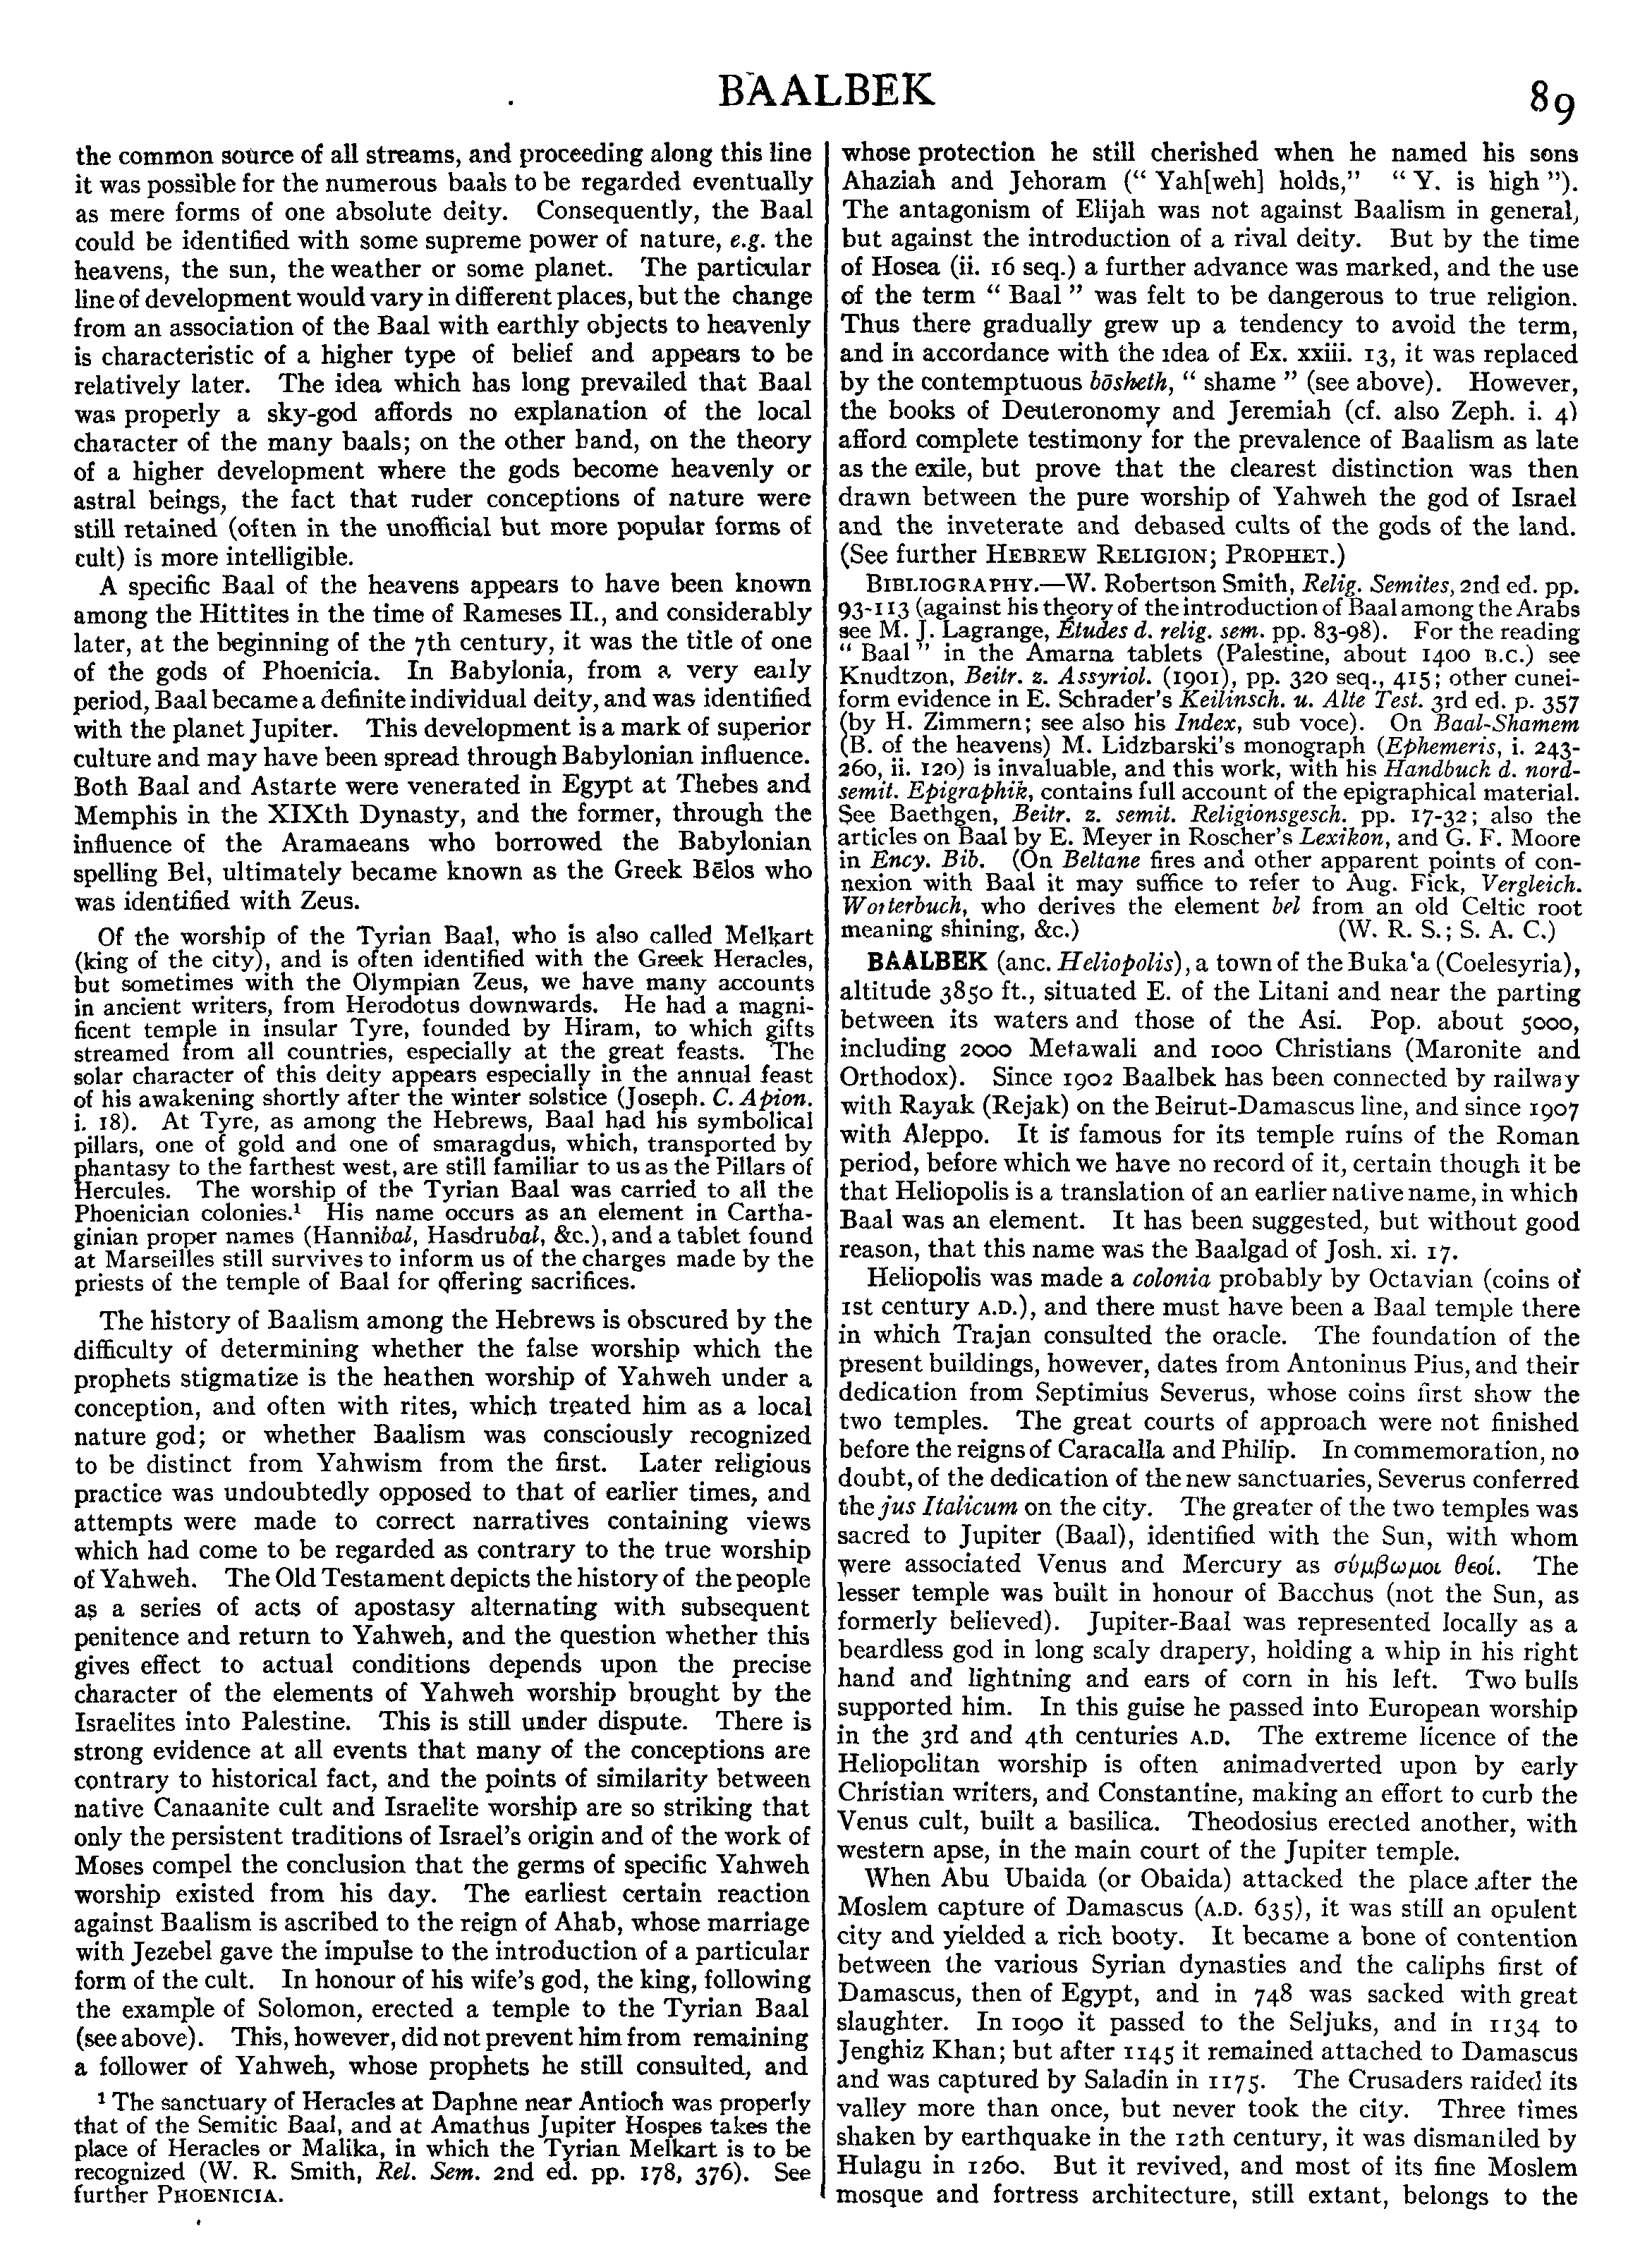 BAALBEK
89
the common source of all streams, and proceeding along this line
it was possible for the numerous baals to be regarded eventually
as mere forms of one absolute deity. Consequently, the Baal
could be identified with some supreme power of nature, e.g. the
heavens, the sun, the weather or some planet. The particular
line of development would vary in different places, but the change
from an association of the Baal with earthly objects to heavenly
is characteristic of a higher type of belief and appears to be
relatively later. The idea which has long prevailed that Baal
was properly a sky-god affords no explanation of the local
character of the many baals; on the other hand, on the theory
of a higher development where the gods become heavenly or
astral beings, the fact that ruder conceptions of nature were
still retained (often in the unofficial but more popular forms of
cult) is more intelligible.
A specific Baal of the heavens appears to have been known
among the Hittites in the time of Rameses II., and considerably
later, at the beginning of the 7th century, it was the title of one
of the gods of Phoenicia. In Babylonia, from a very early
period, Baal became a definite individual deity, and was identified
with the planet Jupiter. This development is a mark of superior
culture and may have been spread through Babylonian influence.
Both Baal and Astarte were venerated in Egypt at Thebes and
Memphis in the XIXth Dynasty, and the former, through the
influence of the Aramaeans who borrowed the Babylonian
spelling Bel, ultimately became known as the Greek Bēlos who
was identified with Zeus.
Of the worship of the Tyrian Baal, who is also called Melkart
(king of the city), and is often identified with the Greek Heracles,
but sometimes with the Olympian Zeus, we have many accounts
in ancient writers, from Herodotus downwards. He had a magni-
ficent temple in insular Tyre, founded by Hiram, to which gifts
streamed from all countries, especially at the great feasts. The
solar character of this deity appears especially in the annual feast
of his awakening shortly after the winter solstice (Joseph. C. Apion.
i. 18). At Tyre, as among the Hebrews, Baal had his symbolical
pillars, one of gold and one of smaragdus, which, transported by
phantasy to the farthest west, are still familiar to us as the Pillars of
Hercules. The worship of the Tyrian Baal was carried to all the
Phoenician colonies.¹ His name occurs as an element in Cartha-
ginian proper names (Hannibal, Hasdrubal, &c.), and a tablet found
at Marseilles still survives to inform us of the charges made by the
priests of the temple of Baal for offering sacrifices.
The history of Baalism among the Hebrews is obscured by the
difficulty of determining whether the false worship which the
prophets stigmatize is the heathen worship of Yahweh under a
conception, and often with rites, which treated him as a local
nature god; or whether Baalism was consciously recognized
to be distinct from Yahwism from the first. Later religious
practice was undoubtedly opposed to that of earlier times, and
attempts were made to correct narratives containing views
which had come to be regarded as contrary to the true worship
of Yahweh. The Old Testament depicts the history of the people
as a series of acts of apostasy alternating with subsequent
penitence and return to Yahweh, and the question whether this
gives effect to actual conditions depends upon the precise
character of the elements of Yahweh worship brought by the
Israelites into Palestine. This is still under dispute. There is
strong evidence at all events that many of the conceptions are
contrary to historical fact, and the points of similarity between
native Canaanite cult and Israelite worship are so striking that
only the persistent traditions of Israel's origin and of the work of
Moses compel the conclusion that the germs of specific Yahweh
worship existed from his day. The earliest certain reaction
against Baalism is ascribed to the reign of Ahab, whose marriage
with Jezebel gave the impulse to the introduction of a particular
form of the cult. In honour of his wife's god, the king, following
the example of Solomon, erected a temple to the Tyrian Baal
(see above). This, however, did not prevent him from remaining
a follower of Yahweh, whose prophets he still consulted, and
¹ The sanctuary of Heracles at Daphne near Antioch was properly
that of the Semitic Baal, and at Amathus Jupiter Hospes takes the
place of Heracles or Malika, in which the Tyrian Melkart is to be
recognized (W. R. Smith, Rel. Sem. 2nd ed. pp. 178, 376). See
further PHOENICIA.
whose protection he still cherished when he named his sons
Ahaziah and Jehoram (“ Yah[weh] holds,” “ Y. is high ”).
The antagonism of Elijah was not against Baalism in general,
but against the introduction of a rival deity. But by the time
of Hosea (ii. 16 seq.) a further advance was marked, and the use
of the term “ Baal ” was felt to be dangerous to true religion.
Thus there gradually grew up a tendency to avoid the term,
and in accordance with the idea of Ex. xxiii. 13, it was replaced
by the contemptuous bōsheth, “ shame ” (see above). However,
the books of Deuteronomy and Jeremiah (cf. also Zeph. i. 4)
afford complete testimony for the prevalence of Baalism as late
as the exile, but prove that the clearest distinction was then
drawn between the pure worship of Yahweh the god of Israel
and the inveterate and debased cults of the gods of the land.
(See further HEBREW RELIGION; PROPHET.)
BIBLIOGRAPHY.—W. Robertson Smith, Relig. Semites, 2nd ed. pp.
93-113 (against his theory of the introduction of Baal among the Arabs
see M. J. Lagrange, Études d. relig. sem. pp. 83-98). For the reading
“ Baal ” in the Amarna tablets (Palestine, about 1400 B.C.) see
Knudtzon, Beitr. z. Assyriol. (1901), pp. 320 seq., 415; other cunei-
form evidence in E. Schrader's Keilinsch. u. Alte Test. 3rd ed. p. 357
(by H. Zimmern; see also his Index, sub voce). On Baal-Shamem
(B. of the heavens) M. Lidzbarski's monograph (Ephemeris, i. 243-
260, ii. 120) is invaluable, and this work, with his Handbuch d. nord-
semit. Epigraphik, contains full account of the epigraphical material.
See Baethgen, Beitr. z. semit. Religionsgesch. pp. 17-32; also the
articles on Baal by E. Meyer in Roscher's Lexikon, and G. F. Moore
in Ency. Bib. (On Beltane fires and other apparent points of con-
nexion with Baal it may suffice to refer to Aug. Fick, Vergleich.
Worterbuch, who derives the element bel from an old Celtic root
meaning shining, &c.) (W. R. S.; S. A. C.)
BAALBEK (anc. Heliopolis), a town of the Buka‛a (Coelesyria),
altitude 3850 ft., situated E. of the Litani and near the parting
between its waters and those of the Asi. Pop. about 5000,
including 2000 Metawali and 1000 Christians (Maronite and
Orthodox). Since 1902 Baalbek has been connected by railway
with Rayak (Rejak) on the Beirut-Damascus line, and since 1907
with Aleppo. It is famous for its temple ruins of the Roman
period, before which we have no record of it, certain though it be
that Heliopolis is a translation of an earlier native name, in which
Baal was an element. It has been suggested, but without good
reason, that this name was the Baalgad of Josh. xi. 17.
Heliopolis was made a colonia probably by Octavian (coins of
1st century A.D.), and there must have been a Baal temple there
in which Trajan consulted the oracle. The foundation of the
present buildings, however, dates from Antoninus Pius, and their
dedication from Septimius Severus, whose coins first show the
two temples. The great courts of approach were not finished
before the reigns of Caracalla and Philip. In commemoration, no
doubt, of the dedication of the new sanctuaries, Severus conferred
the jus Italicum on the city. The greater of the two temples was
sacred to Jupiter (Baal), identified with the Sun, with whom
were associated Venus and Mercury as σύμβωμοι θεοί. The
lesser temple was built in honour of Bacchus (not the Sun, as
formerly believed). Jupiter-Baal was represented locally as a
beardless god in long scaly drapery, holding a whip in his right
hand and lightning and ears of corn in his left. Two bulls
supported him. In this guise he passed into European worship
in the 3rd and 4th centuries A.D. The extreme licence of the
Heliopolitan worship is often animadverted upon by early
Christian writers, and Constantine, making an effort to curb the
Venus cult, built a basilica. Theodosius erected another, with
western apse, in the main court of the Jupiter temple.
When Abu Ubaida (or Obaida) attacked the place after the
Moslem capture of Damascus (A.D. 635), it was still an opulent
city and yielded a rich booty. It became a bone of contention
between the various Syrian dynasties and the caliphs first of
Damascus, then of Egypt, and in 748 was sacked with great
slaughter. In 1090 it passed to the Seljuks, and in 1134 to
Jenghiz Khan; but after 1145 it remained attached to Damascus
and was captured by Saladin in 1175. The Crusaders raided its
valley more than once, but never took the city. Three times
shaken by earthquake in the 12th century, it was dismantled by
Hulagu in 1260. But it revived, and most of its fine Moslem
mosque and fortress architecture, still extant, belongs to the